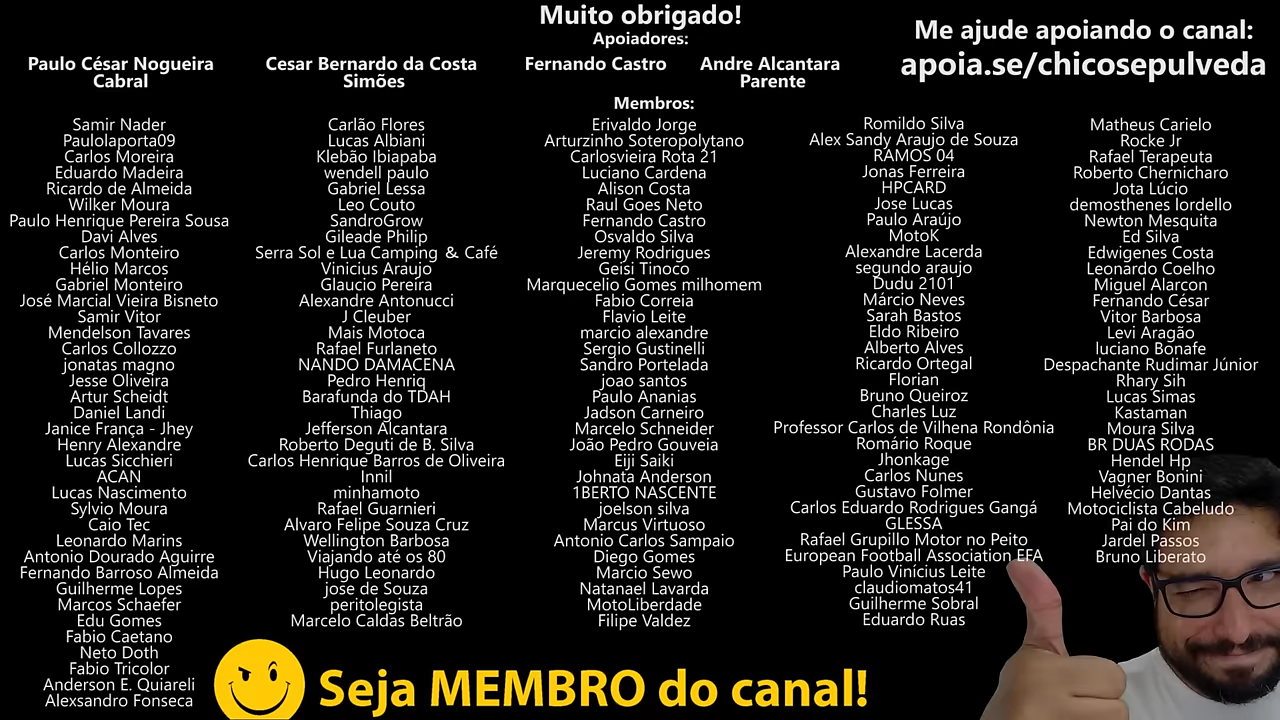 Muito obrigado!
Apoiadores:
Me ajude apoiando o canal:
apoia.se/chicosepulveda
Paulo César Nogueira
Cabral
Cesar Bernardo da Costa
Simões
Fernando Castro
Andre Alcantara
Parente
Membros:
Samir Nader
Paulolaporta09
Carlos Moreira
Eduardo Madeira
Ricardo de Almeida
Wilker Moura
Paulo Henrique Pereira Sousa
Davi Alves
Carlos Monteiro
Hélio Marcos
Gabriel Monteiro
José Marcial Vieira Bisneto
Samir Vitor
Mendelson Tavares
Carlos Collozzo
jonatas magno
Jesse Oliveira
Artur Scheidt
Daniel Landi
Janice França - Jhey
Henry Alexandre
Lucas Sicchieri
ACAN
Lucas Nascimento
Sylvio Moura
Caio Tec
Leonardo Marins
Antonio Dourado Aguirre
Fernando Barroso Almeida
Guilherme Lopes
Marcos Schaefer
Edu Gomes
Fabio Caetano
Neto Doth
Fabio Tricolor
Anderson E. Quiareli
Alexsandro Fonseca
Carlão Flores
Lucas Albiani
Klebão Ibiapaba
wendell paulo
Gabriel Lessa
Leo Couto
SandroGrow
Gileade Philip
Serra Sol e Lua Camping & Café
Vinicius Araujo
Glaucio Pereira
Alexandre Antonucci
J Cleuber
Mais Motoca
Rafael Furlaneto
NANDO DAMACENA
Pedro Henriq
Barafunda do TDAH
Thiago
Jefferson Alcantara
Roberto Deguti de B. Silva
Carlos Henrique Barros de Oliveira
Innil
minhamoto
Rafael Guarnieri
Alvaro Felipe Souza Cruz
Wellington Barbosa
Viajando até os 80
Hugo Leonardo
jose de Souza
peritolegista
Marcelo Caldas Beltrão
Erivaldo Jorge
Arturzinho Soteropolytano
Carlosvieira Rota 21
Luciano Cardena
Alison Costa
Raul Goes Neto
Fernando Castro
Osvaldo Silva
Jeremy Rodrigues
Geisi Tinoco
Marquecelio Gomes milhomem
Fabio Correia
Flavio Leite
marcio alexandre
Sergio Gustinelli
Sandro Portelada
joao santos
Paulo Ananias
Jadson Carneiro
Marcelo Schneider
João Pedro Gouveia
Eiji Saiki
Johnata Anderson
1BERTO NASCENTE
joelson silva
Marcus Virtuoso
Antonio Carlos Sampaio
Diego Gomes
Marcio Sewo
Natanael Lavarda
MotoLiberdade
Filipe Valdez
Romildo Silva
Alex Sandy Araujo de Souza
RAMOS 04
Jonas Ferreira
HPCARD
Jose Lucas
Paulo Araújo
MotoK
Alexandre Lacerda
segundo araujo
Dudu 2101
Márcio Neves
Sarah Bastos
Eldo Ribeiro
Alberto Alves
Ricardo Ortegal
Florian
Bruno Queiroz
Charles Luz
Professor Carlos de Vilhena Rondônia
Romário Roque
Jhonkage
Carlos Nunes
Gustavo Folmer
Carlos Eduardo Rodrigues Gangá
GLESSA
Rafael Grupillo Motor no Peito
European Football Association EFA
Paulo Vinícius Leite
claudiomatos41
Guilherme Sobral
Eduardo Ruas
Matheus Carielo
Rocke Jr
Rafael Terapeuta
Roberto Chernicharo
Jota Lúcio
demosthenes lordello
Newton Mesquita
Ed Silva
Edwigenes Costa
Leonardo Coelho
Miguel Alarcon
Fernando César
Vitor Barbosa
Levi Aragão
luciano Bonafe
Despachante Rudimar Júnior
Rhary Sih
Lucas Simas
Kastaman
Moura Silva
BR DUAS RODAS
Hendel Hp
Vagner Bonini
Helvécio Dantas
Motociclista Cabeludo
Pai do Kim
Jardel Passos
Bruno Liberato
Seja MEMBRO do canal!